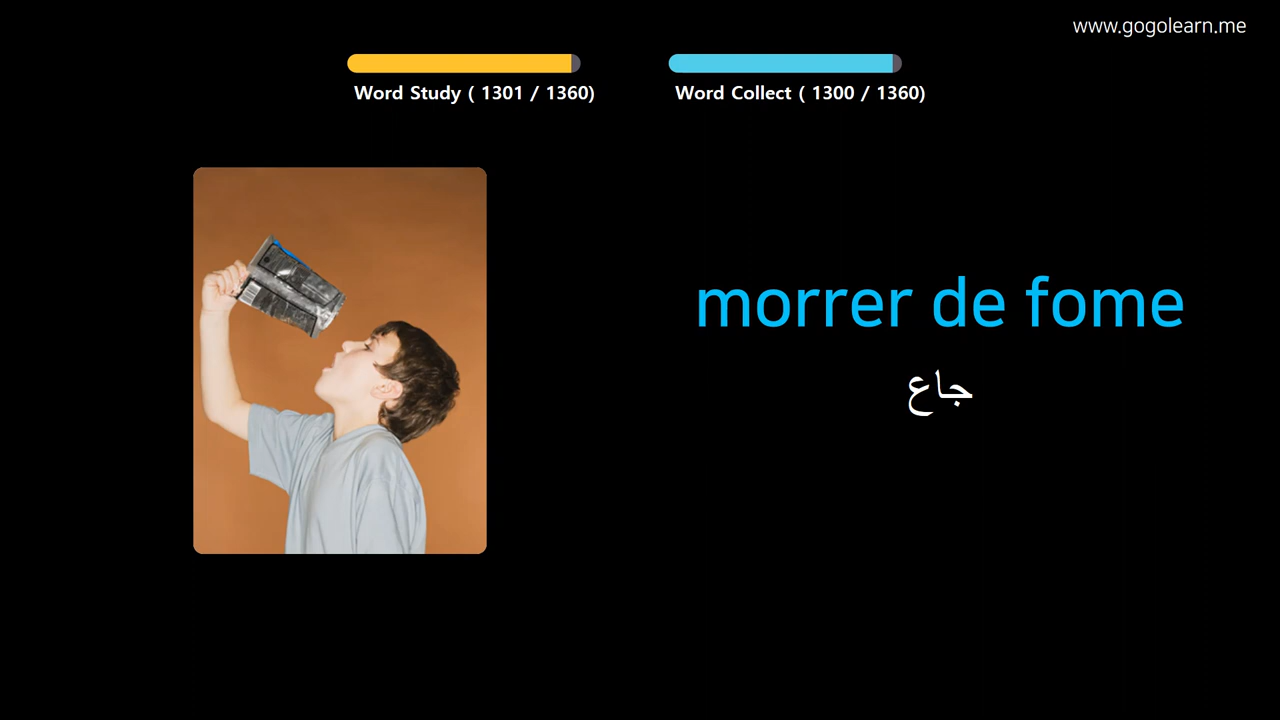 www.gogolearn.me
Word Study ( 1301 / 1360)
Word Collect ( 1300 / 1360)
morrer de fome
جاع